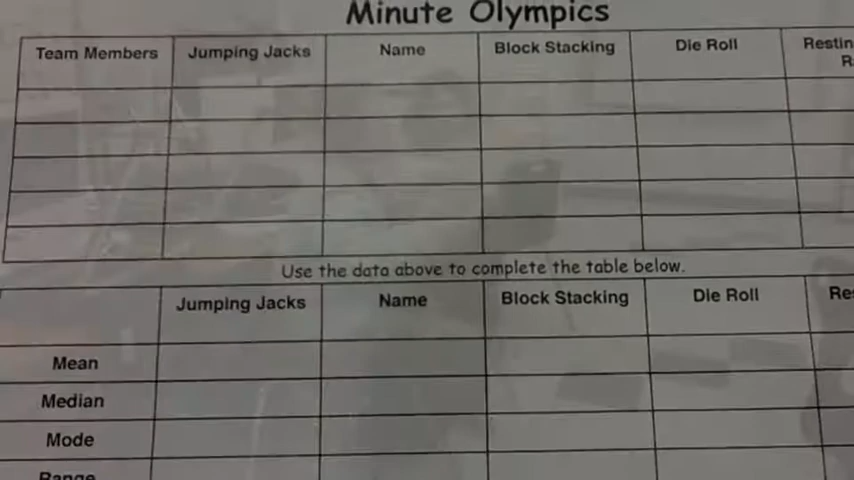 Minute Olympics
Team Members Jumping Jacks Name Block Stacking Die Roll
Use the data above to complete the table below.
Jumping Jacks Name Block Stacking Die Roll
Mean
Median
Mode
Range